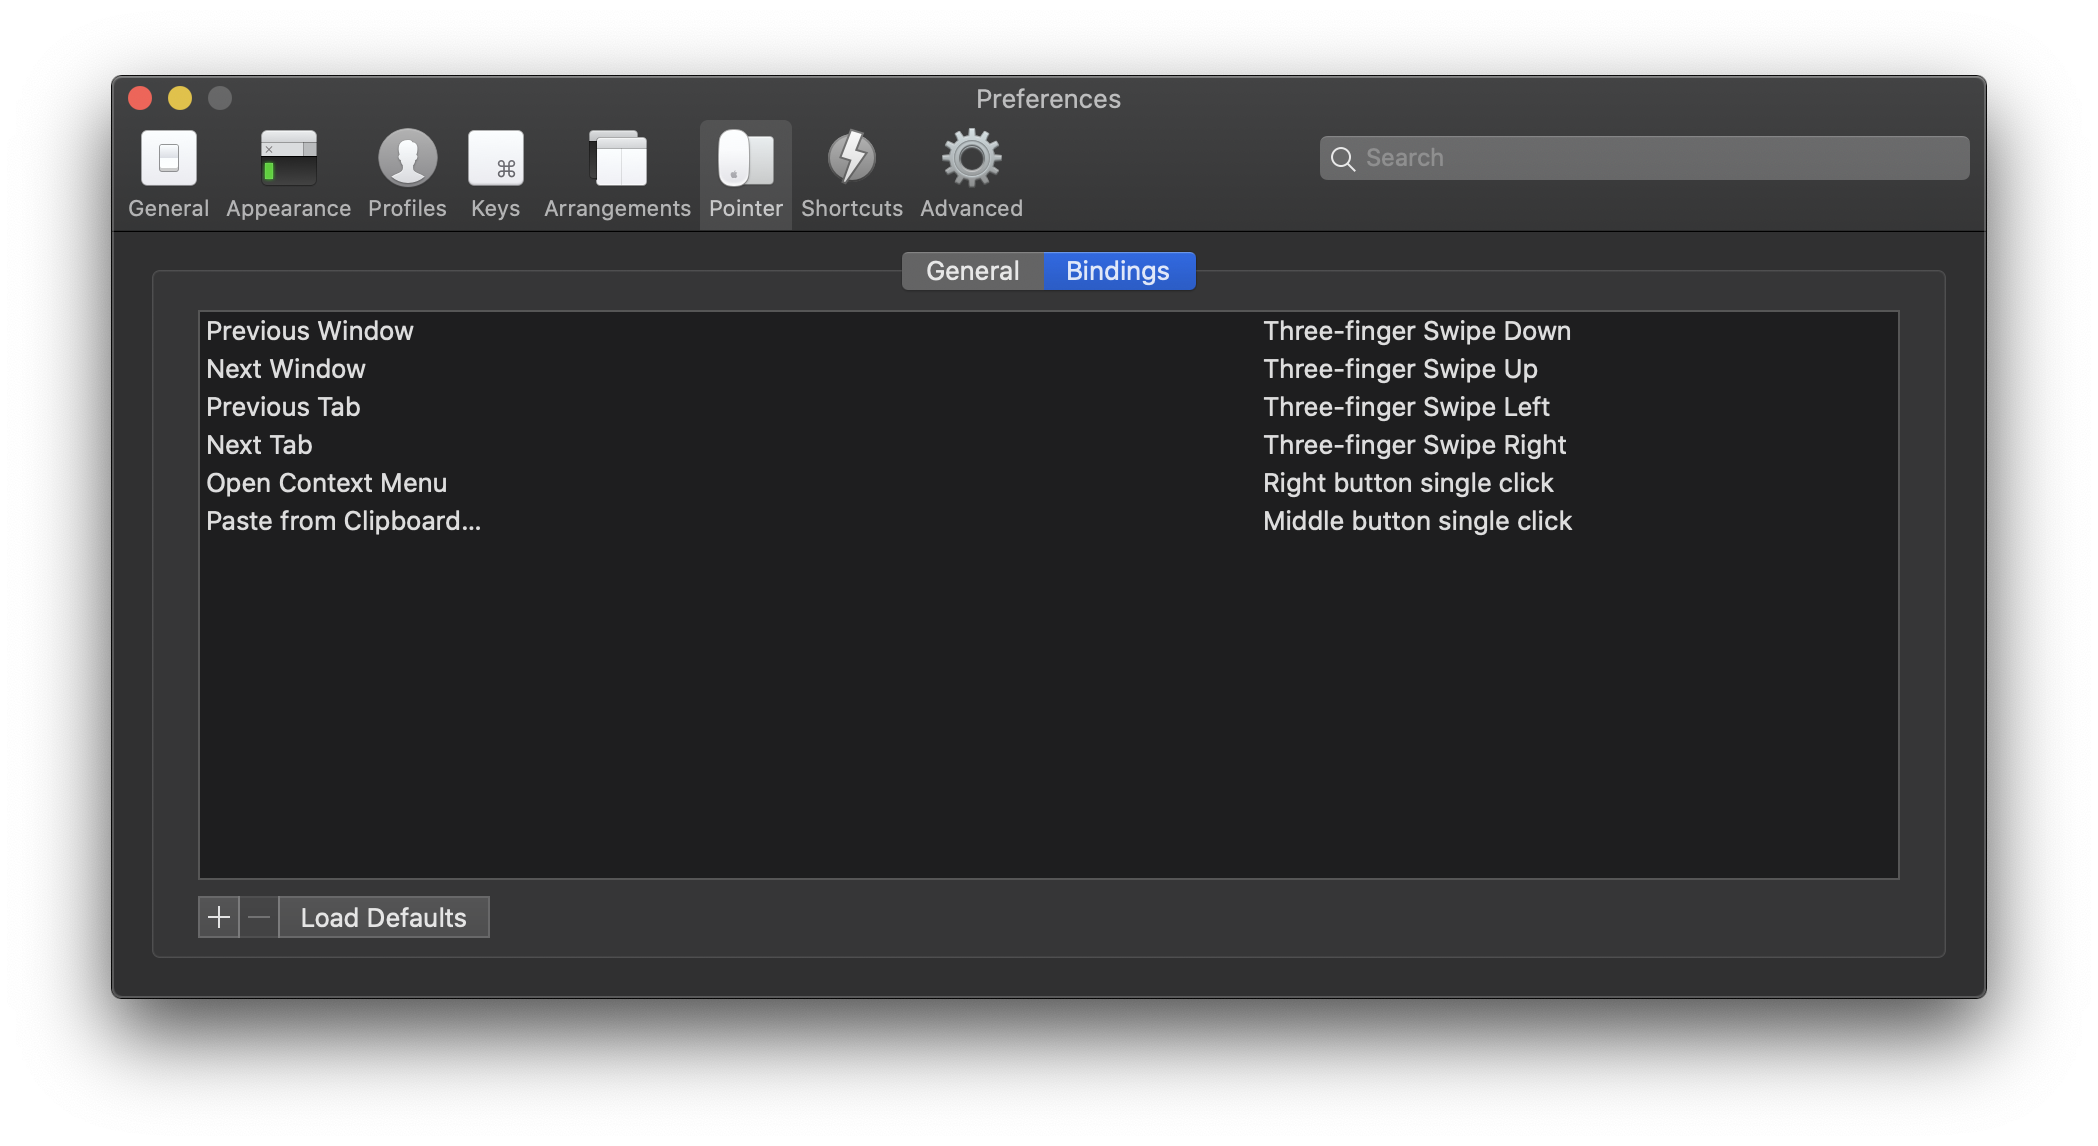 Preferences
General Appearance Profiles Keys Arrangements Pointer Shortcuts Advanced Search
General Bindings
Previous Window Three-finger Swipe Down
Next Window Three-finger Swipe Up
Previous Tab Three-finger Swipe Left
Next Tab Three-finger Swipe Right
Open Context Menu Right button single click
Paste from Clipboard... Middle button single click
Load Defaults